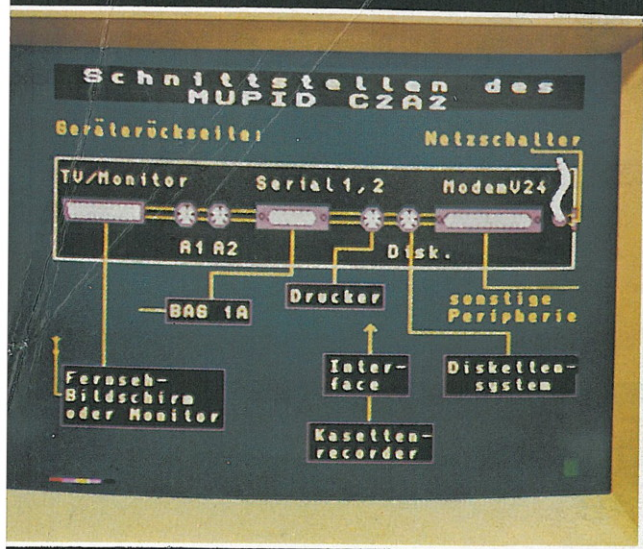 Schnittstellen des
MUPID C2A2
Geräterückseite:
Netzschalter
TV/Monitor
Serial 1,2
ModemV24
A1 A2
Disk.
BAG 1A
Drucker
sonstige
Peripherie
Fernseh-
Bildschirm
oder Monitor
Inter-
face
Disketten-
system
Kasetten-
recorder